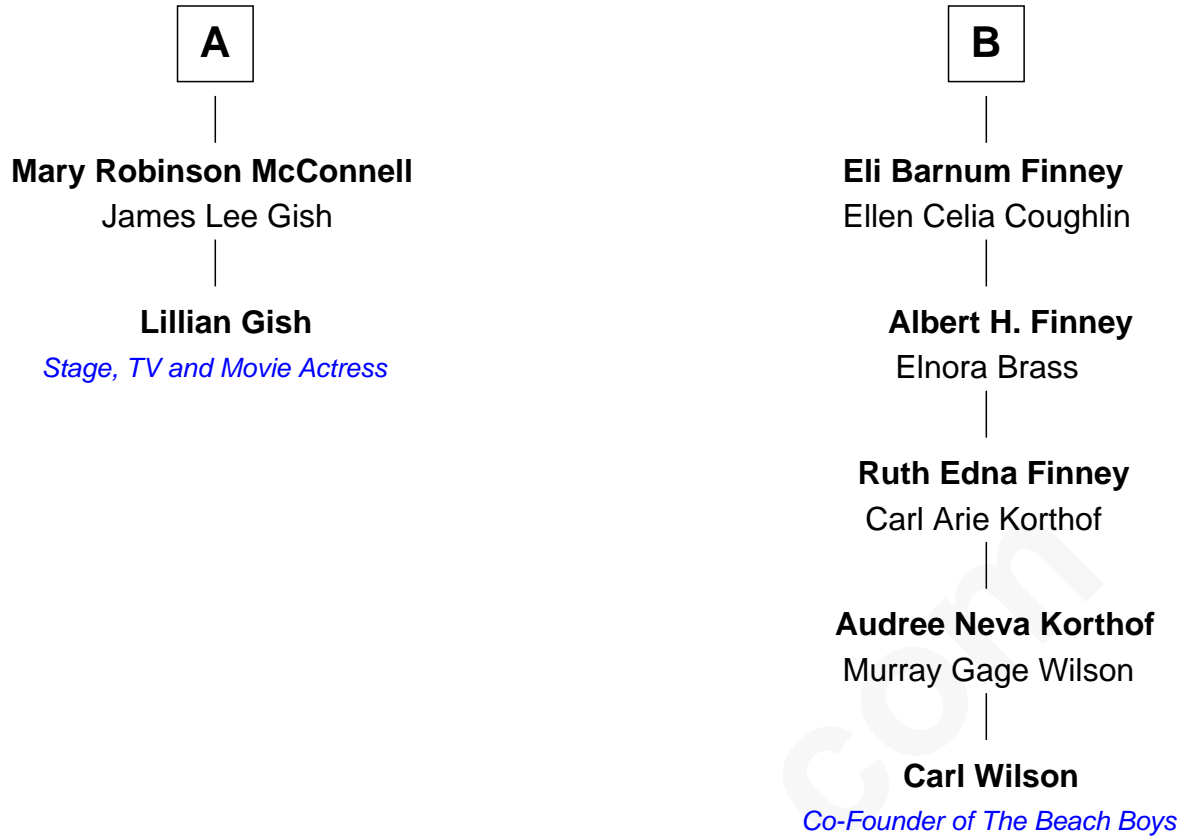 A
Mary Robinson McConnell
James Lee Gish
Lillian Gish
Stage, TV and Movie Actress
B
Eli Barnum Finney
Ellen Celia Coughlin
Albert H. Finney
Elnora Brass
Ruth Edna Finney
Carl Arie Korthof
Audree Neva Korthof
Murray Gage Wilson
Carl Wilson
Co-Founder of The Beach Boys
com